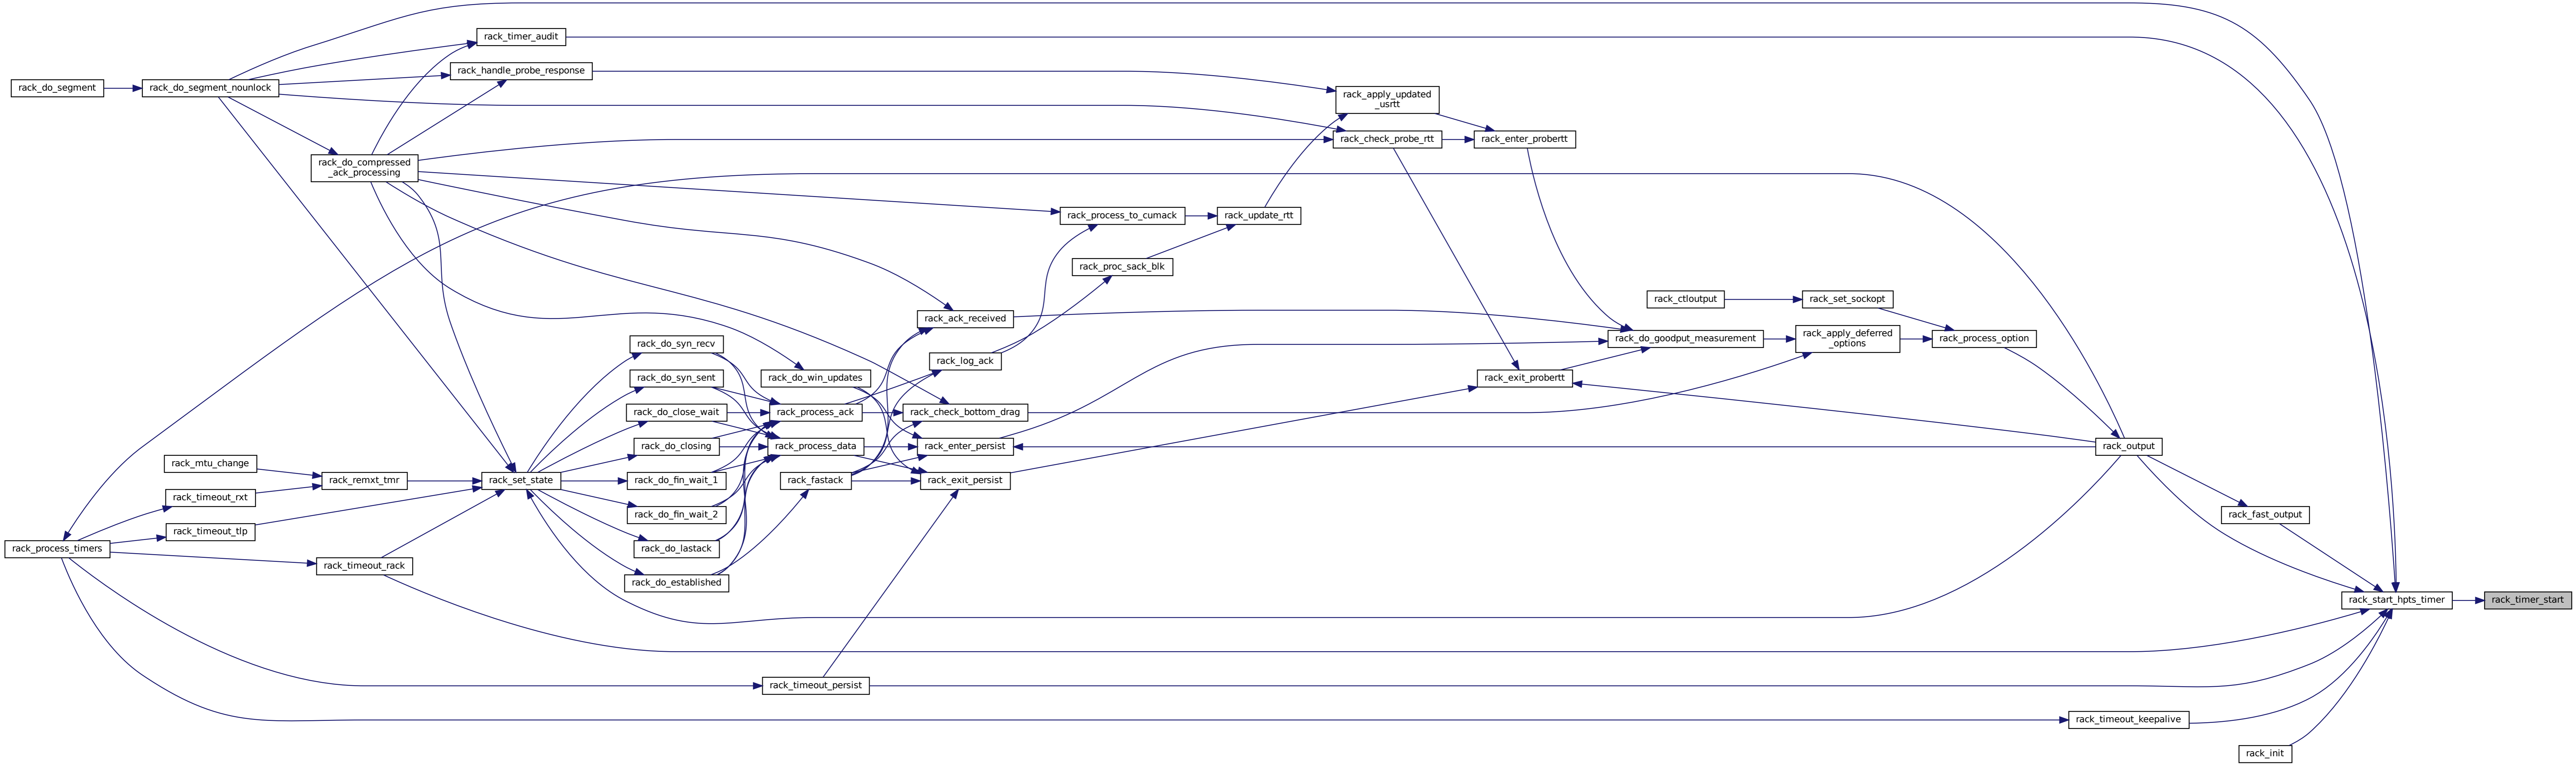 rack_timer_audit
rack_handle_probe_response
rack_do_segment
rack_do_segment_nounlock
rack_apply_updated
_usrtt
rack_check_probe_rtt
rack_enter_probertt
rack_do_compressed
_ack_processing
rack_process_to_cumack
rack_update_rtt
rack_proc_sack_blk
rack_ctloutput
rack_set_sockopt
rack_ack_received
rack_do_goodput_measurement
rack_apply_deferred
_options
rack_process_option
rack_do_syn_recv
rack_log_ack
rack_do_syn_sent
rack_do_win_updates
rack_exit_probertt
rack_do_close_wait
rack_process_ack
rack_check_bottom_drag
rack_do_closing
rack_process_data
rack_enter_persist
rack_output
rack_mtu_change
rack_remxt_tmr
rack_set_state
rack_do_fin_wait_1
rack_fastack
rack_exit_persist
rack_timeout_rxt
rack_do_fin_wait_2
rack_fast_output
rack_timeout_tlp
rack_process_timers
rack_do_lastack
rack_timeout_rack
rack_do_established
rack_start_hpts_timer
rack_timer_start
rack_timeout_persist
rack_timeout_keepalive
rack_init